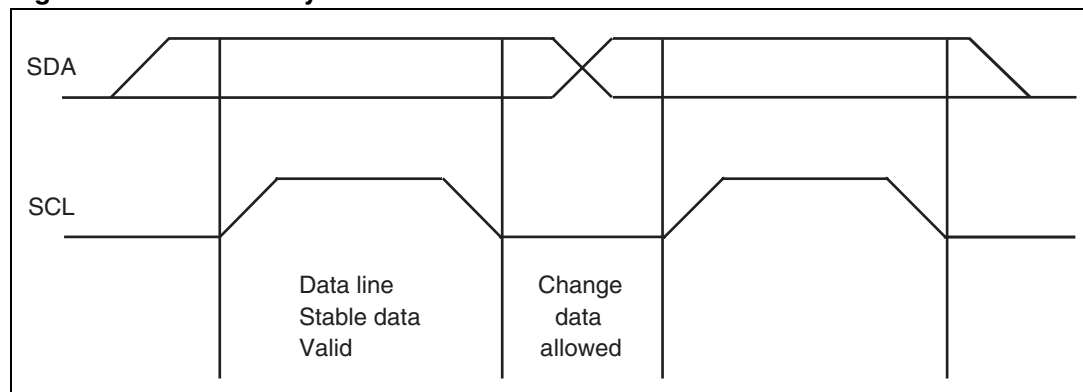 SDA
SCL
Data line
Stable data
Valid
Change
data
allowed